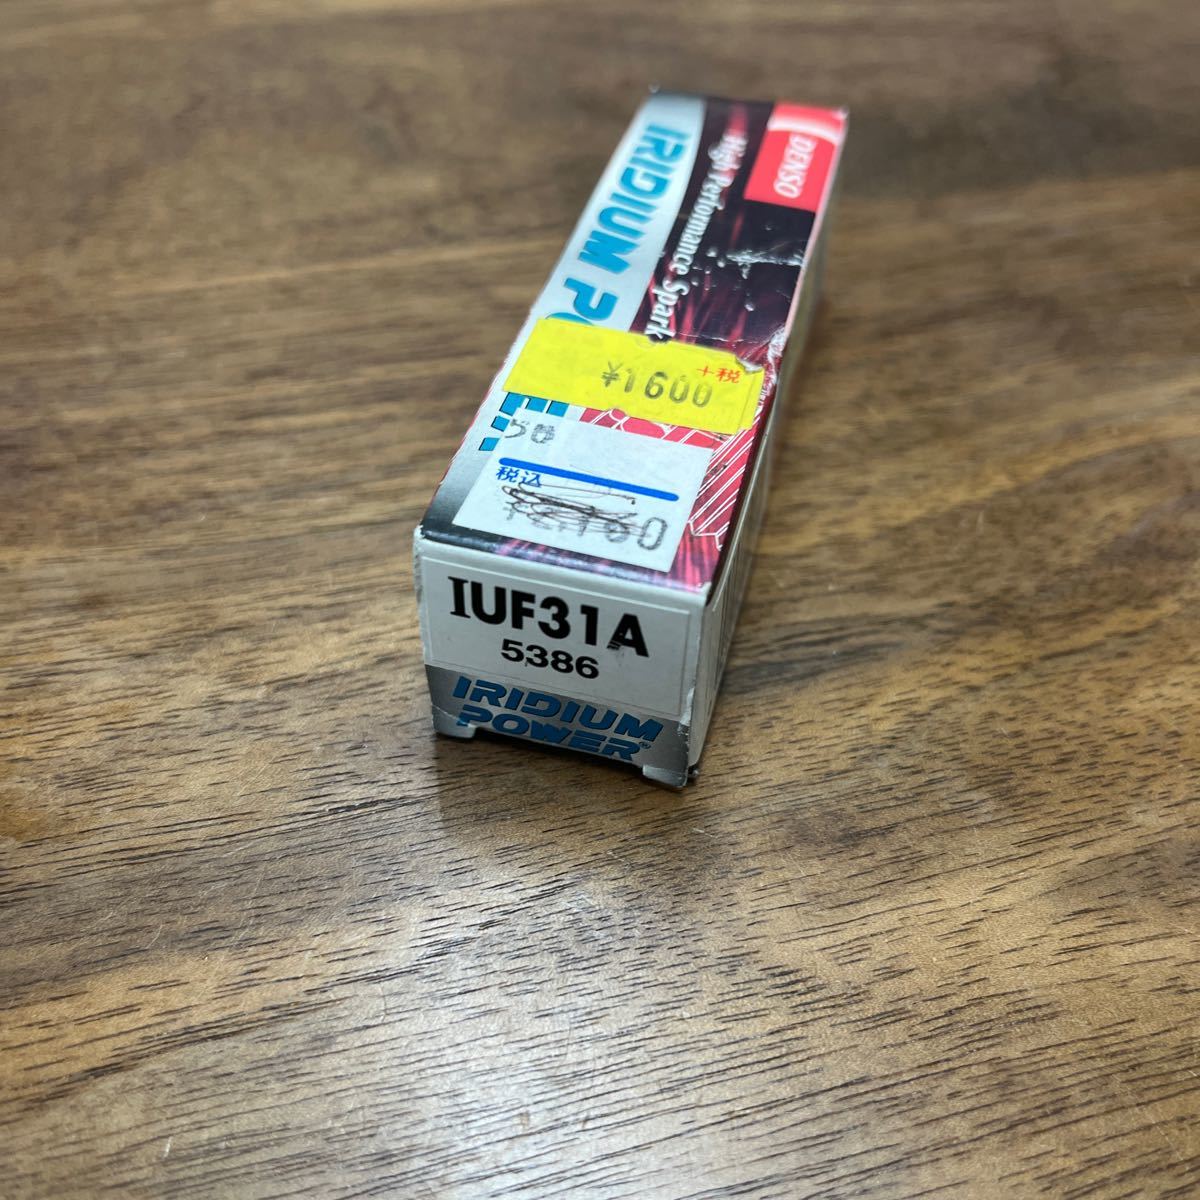 DENSO
High Performance Spark
IRIDIUM
+税
¥1600
税込
IUF31A
5386
IRIDIUM
POWER®